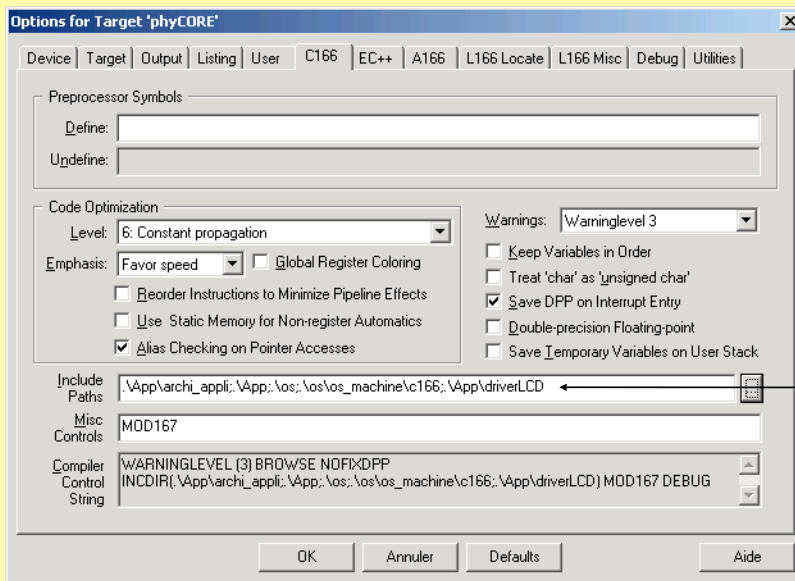 Options for Target 'phyCORE'
Device Target Output Listing User C166 EC++ A166 L166 Locate L166 Misc Debug Utilities
Preprocessor Symbols
Define:
Undefine:
Code Optimization
Level: 6: Constant propagation
Emphasis: Favor speed Global Register Coloring
Reorder Instructions to Minimize Pipeline Effects
Use Static Memory for Non-register Automatics
Alias Checking on Pointer Accesses
Warnings: Warninglevel 3
Keep Variables in Order
Treat 'char' as 'unsigned char'
Save DPP on Interrupt Entry
Double-precision Floating-point
Save Temporary Variables on User Stack
Include
Paths
.\App\archi_appli;.\App;.\os;.\os\os_machine\c166;.\App\driverLCD
...
Misc
Controls
MOD167
Compiler
Control
String
WARNINGLEVEL (3) BROWSE NOFIXDPP
INCDIR(.\App\archi_appli;.\App;.\os;.\os\os_machine\c166;.\App\driverLCD) MOD167 DEBUG
OK Annuler Defaults Aide